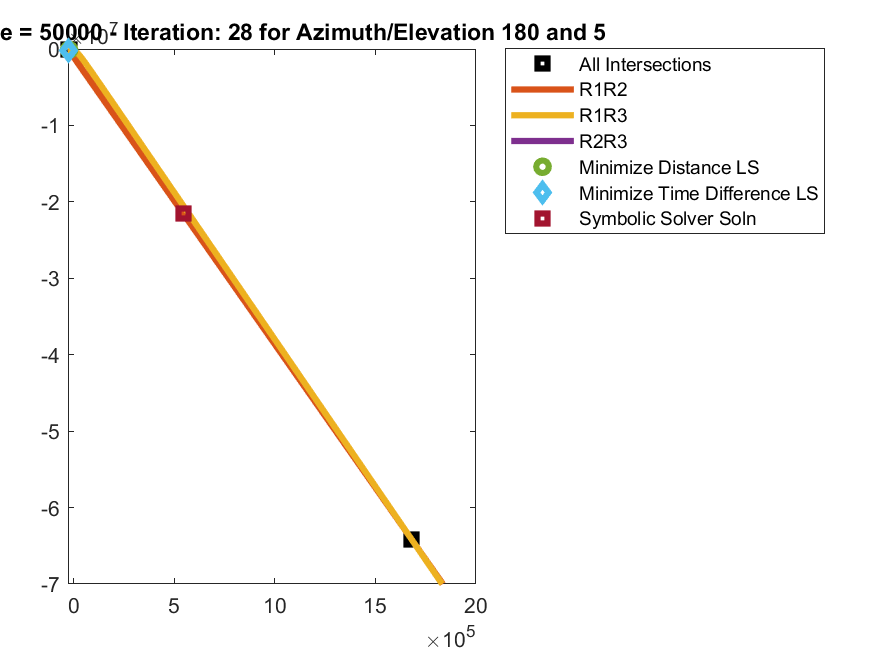 e = 50000 - Iteration: 28 for Azimuth/Elevation 180 and 5
×10^7
0
-1
-2
-3
-4
-5
-6
-7
0 5 10 15 20
×10^5
All Intersections
R1R2
R1R3
R2R3
Minimize Distance LS
Minimize Time Difference LS
Symbolic Solver Soln